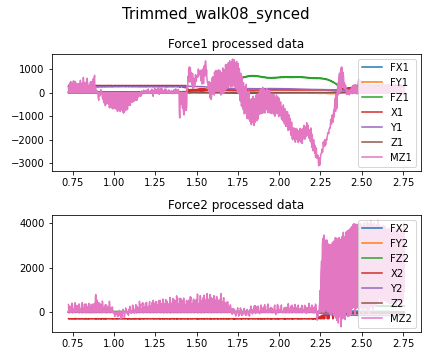 Trimmed_walk08_synced
Force1 processed data
1000
0
−1000
−2000
−3000
FX1
FY1
FZ1
X1
Y1
Z1
MZ1
0.75 1.00 1.25 1.50 1.75 2.00 2.25 2.50 2.75
Force2 processed data
4000
2000
0
FX2
FY2
FZ2
X2
Y2
Z2
MZ2
0.75 1.00 1.25 1.50 1.75 2.00 2.25 2.50 2.75